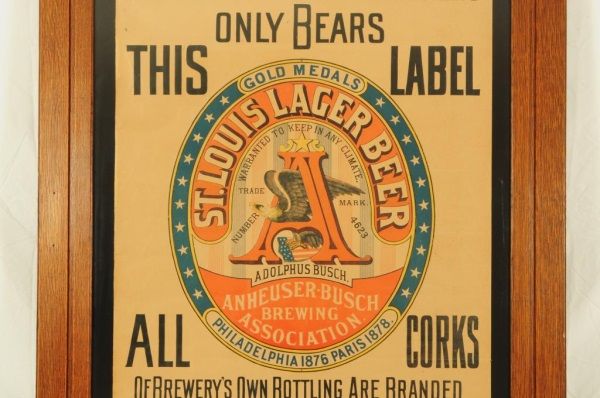 ONLY BEARS
THIS LABEL
GOLD MEDALS
ST. LOUIS LAGER BEER
WARRANTED TO KEEP IN ANY CLIMATE.
TRADE MARK.
NUMBER 4623
A
ADOLPHUS BUSCH.
ANHEUSER-BUSCH
BREWING
ASSOCIATION
PHILADELPHIA 1876. PARIS 1878.
ALL CORKS
OF BREWERY'S OWN BOTTLING ARE BRANDED